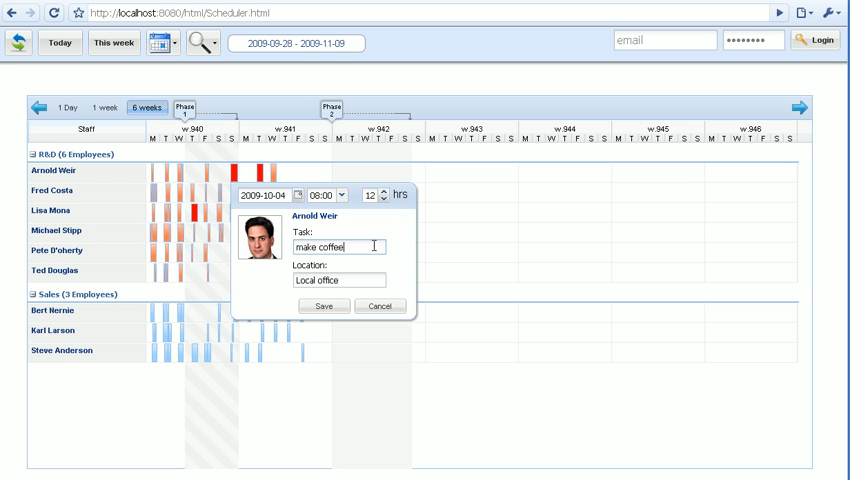 http://localhost:8080/html/Scheduler.html
Today
This week
2009-09-28 - 2009-11-09
email
••••••••
Login
1 Day
1 week
6 weeks
Phase
1
Phase
2
Staff
w.940
w.941
w.942
w.943
w.944
w.945
w.946
M T W T F S S M T W T F S S M T W T F S S M T W T F S S M T W T F S S M T W T F S S M T W T F S S
R&D (6 Employees)
Arnold Weir
Fred Costa
Lisa Mona
Michael Stipp
Pete D'oherty
Ted Douglas
Sales (3 Employees)
Bert Nernie
Karl Larson
Steve Anderson
2009-10-04
08:00
12
hrs
Arnold Weir
Task:
make coffee
Location:
Local office
Save
Cancel